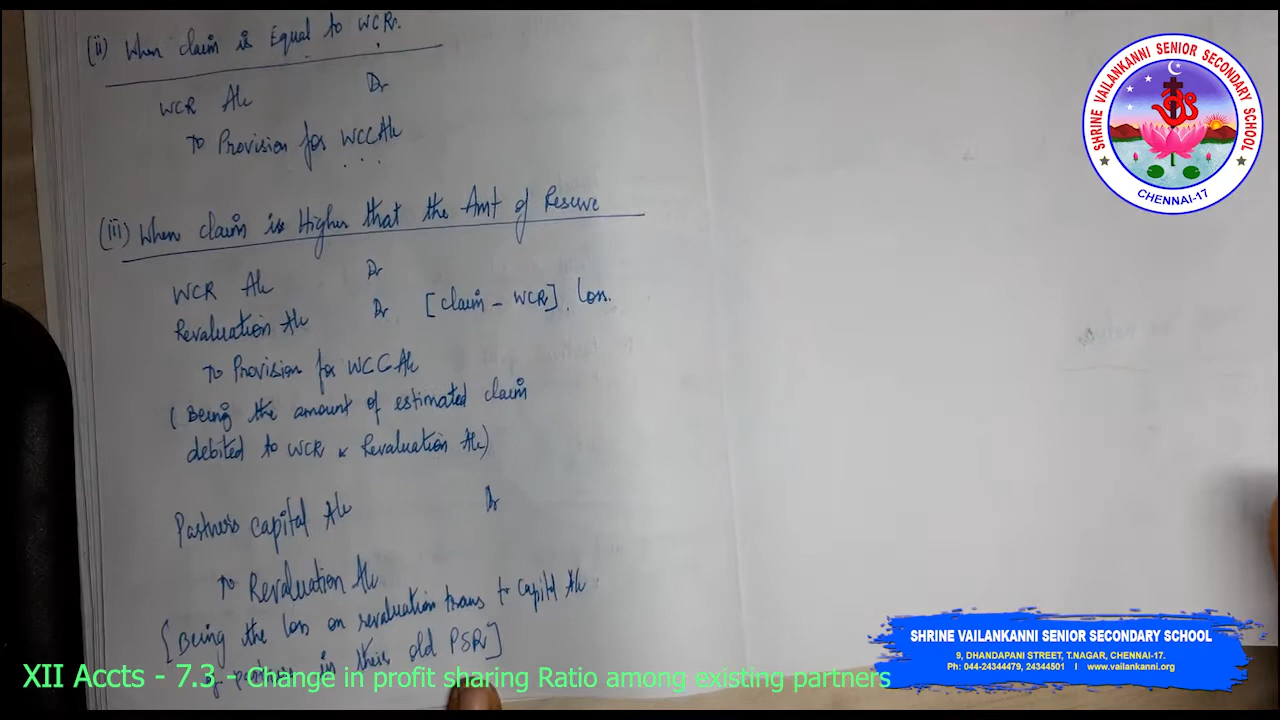 (ii) When claim is Equal to WCR.
WCR A/c Dr
To Provision for WCC A/c
(iii) When claim is Higher that the Amt of Reserve
WCR A/c Dr
Revaluation A/c Dr [claim - WCR]. Loss.
To Provision for WCC A/c
(Being the amount of estimated claim
debited to WCR & Revaluation A/c)
Partners capital A/c Dr
To Revaluation A/c
[Being the loss on revaluation trans to capital A/c
of partners in their old PSR]
SHRINE VAILANKANNI SENIOR SECONDARY SCHOOL
CHENNAI-17
SHRINE VAILANKANNI SENIOR SECONDARY SCHOOL
9, DHANDAPANI STREET, T.NAGAR, CHENNAI-17.
Ph: 044-24344479, 24344501 I www.vailankanni.org
XII Accts - 7.3 - Change in profit sharing Ratio among existing partners